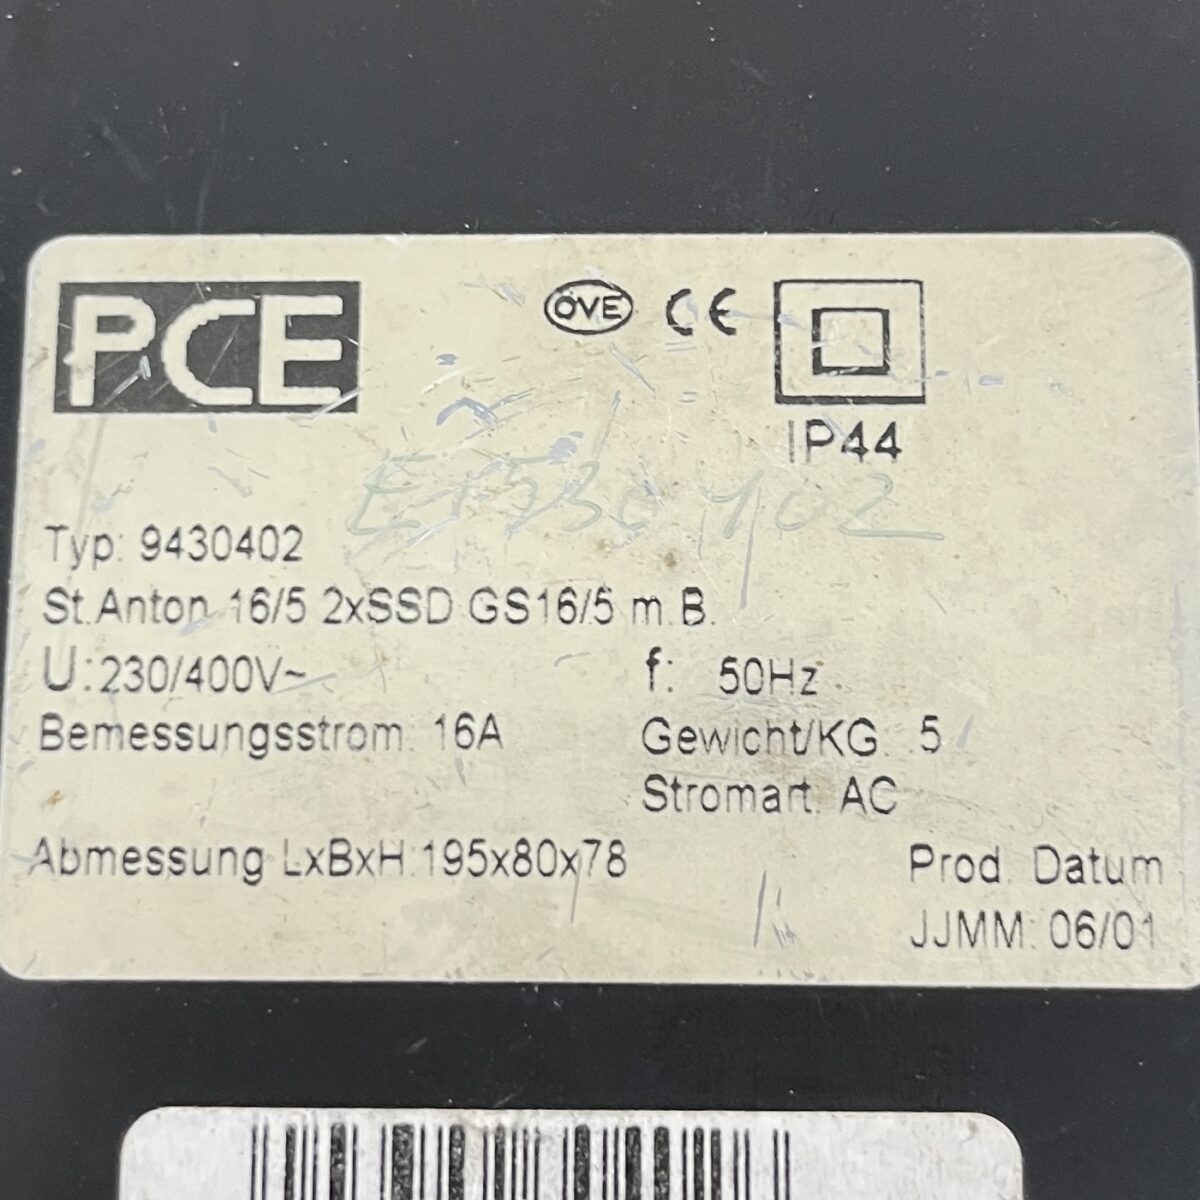 PCE
ÖVE CE
IP44
Typ: 9430402
St.Anton 16/5 2xSSD GS16/5 m.B.
U: 230/400V~ f: 50Hz
Bemessungsstrom: 16A Gewicht/KG: .5
Stromart: AC
Abmessung LxBxH:195x80x78 Prod. Datum
JJMM: 06/01